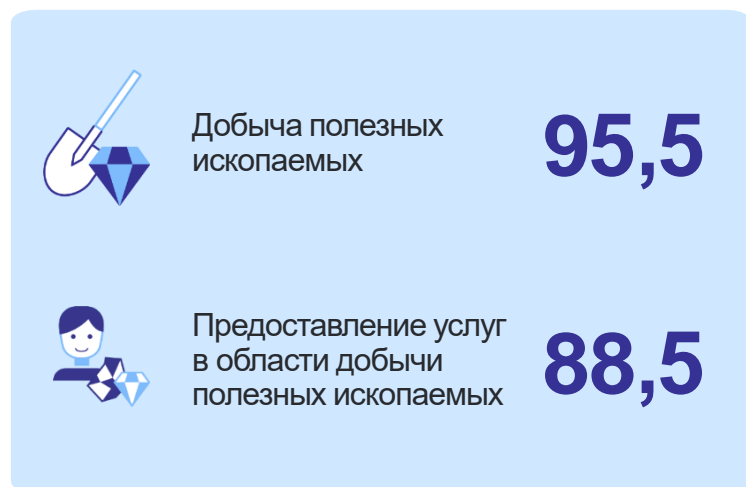 Добыча полезных
ископаемых
95,5
Предоставление услуг
в области добычи
полезных ископаемых
88,5